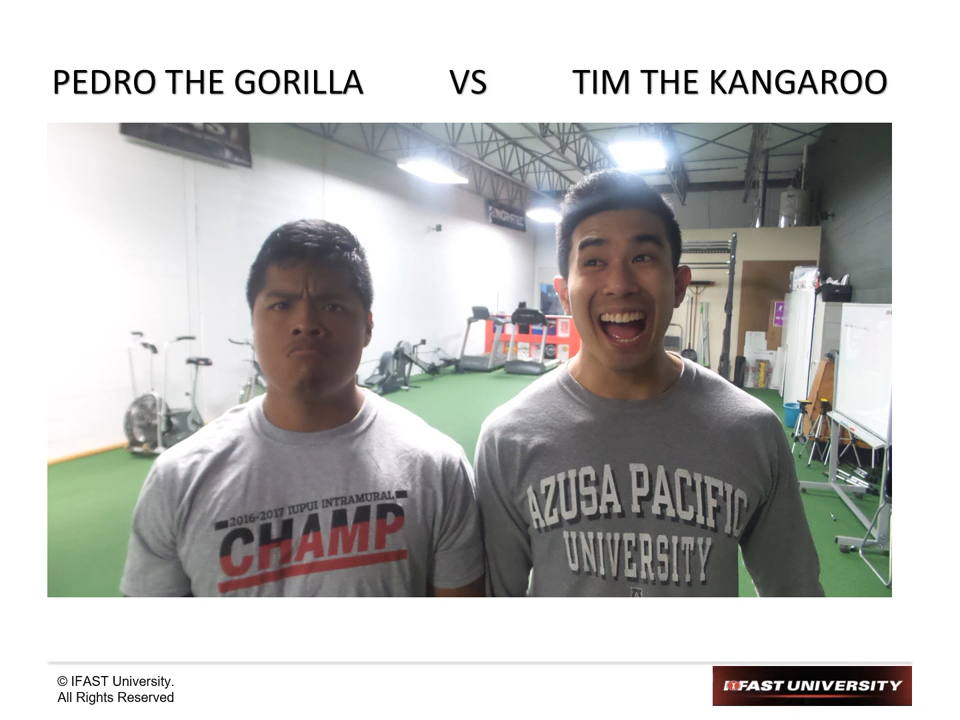 PEDRO THE GORILLA VS TIM THE KANGAROO
2016-2017 IUPUI INTRAMURAL
CHAMP
AZUSA PACIFIC
UNIVERSITY
© IFAST University.
All Rights Reserved
IFAST UNIVERSITY